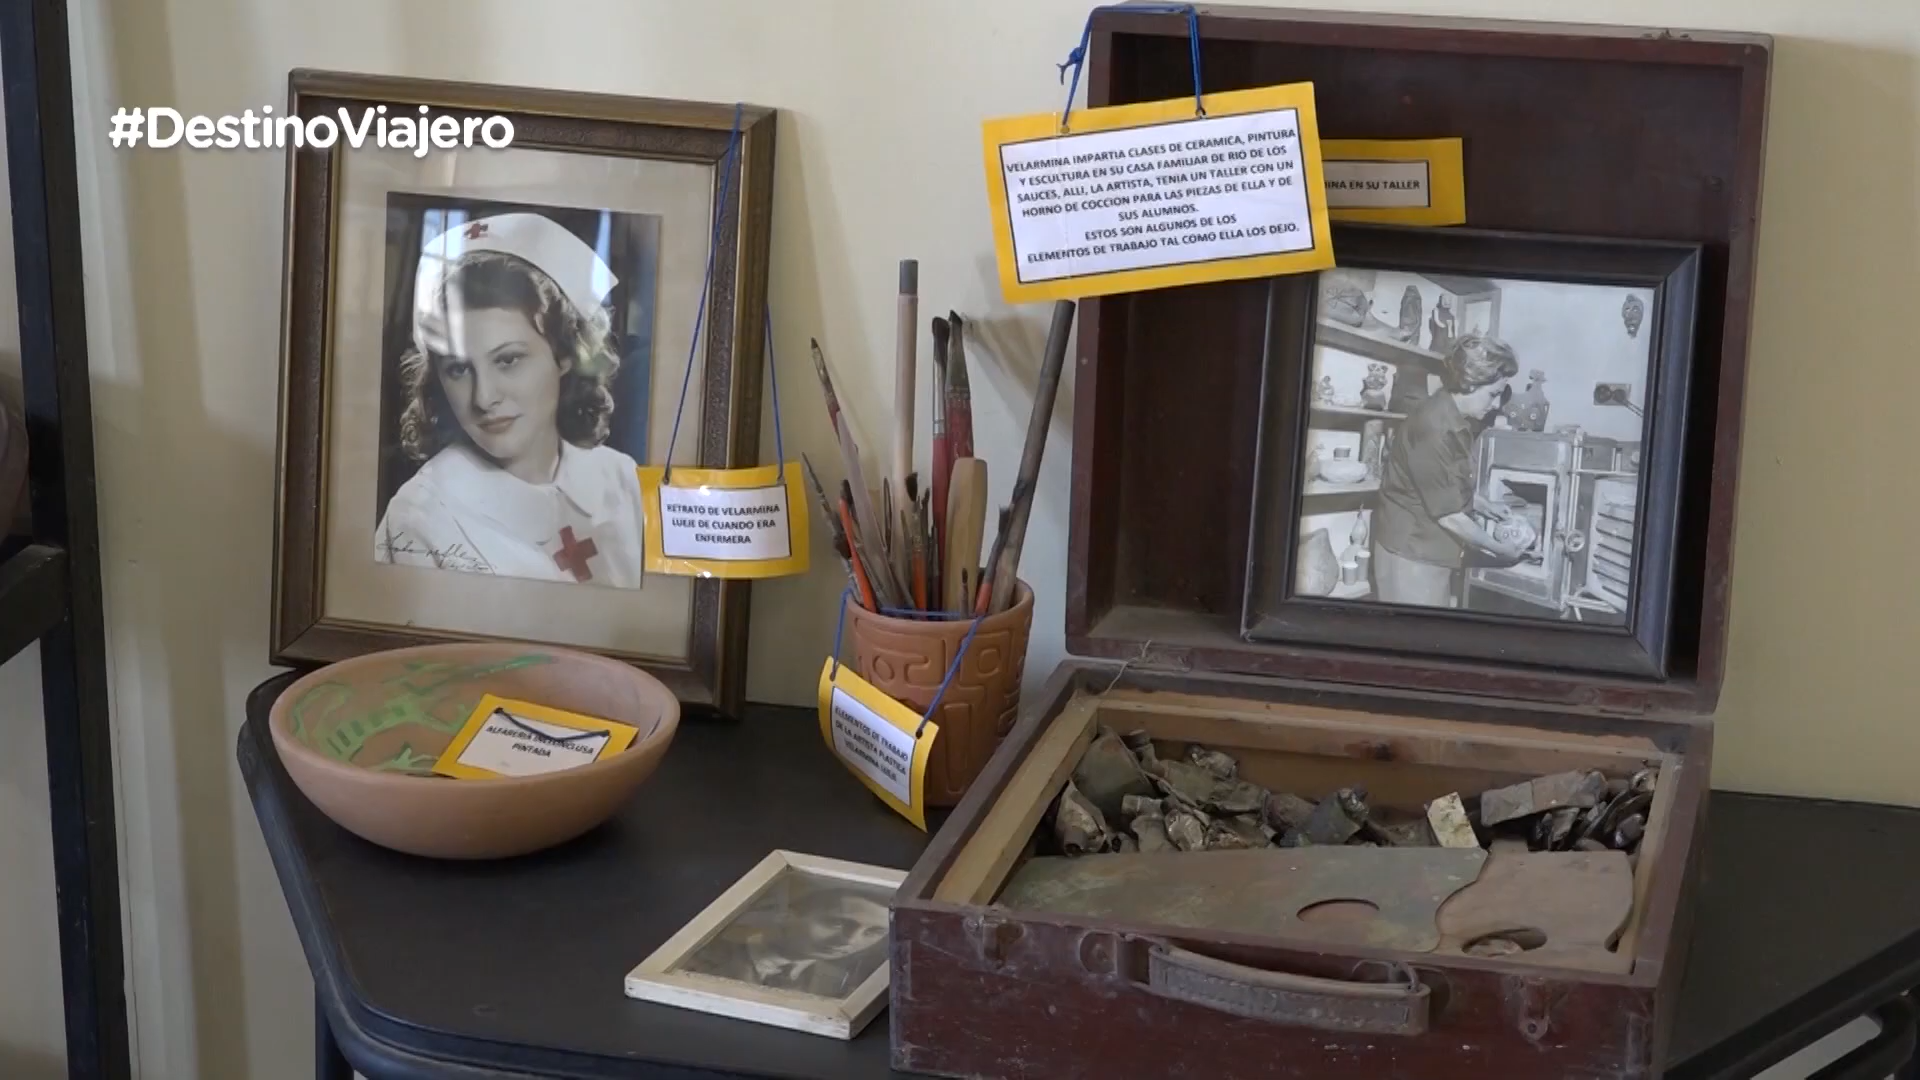 #DestinoViajero
VELARMINA IMPARTIA CLASES DE CERAMICA, PINTURA
Y ESCULTURA EN SU CASA FAMILIAR DE RIO DE LOS
SAUCES, ALLI, LA ARTISTA, TENIA UN TALLER CON UN
HORNO DE COCCION PARA LAS PIEZAS DE ELLA Y DE
SUS ALUMNOS.
ESTOS SON ALGUNOS DE LOS
ELEMENTOS DE TRABAJO TAL COMO ELLA LOS DEJO.
INA EN SU TALLER
RETRATO DE VELARMINA
LUEJE DE CUANDO ERA
ENFERMERA
ELEMENTOS DE TRABAJO
DE LA ARTISTA PLASTICA
VELARMINA LUEJE
ALFARERIA INCONCLUSA
PINTADA